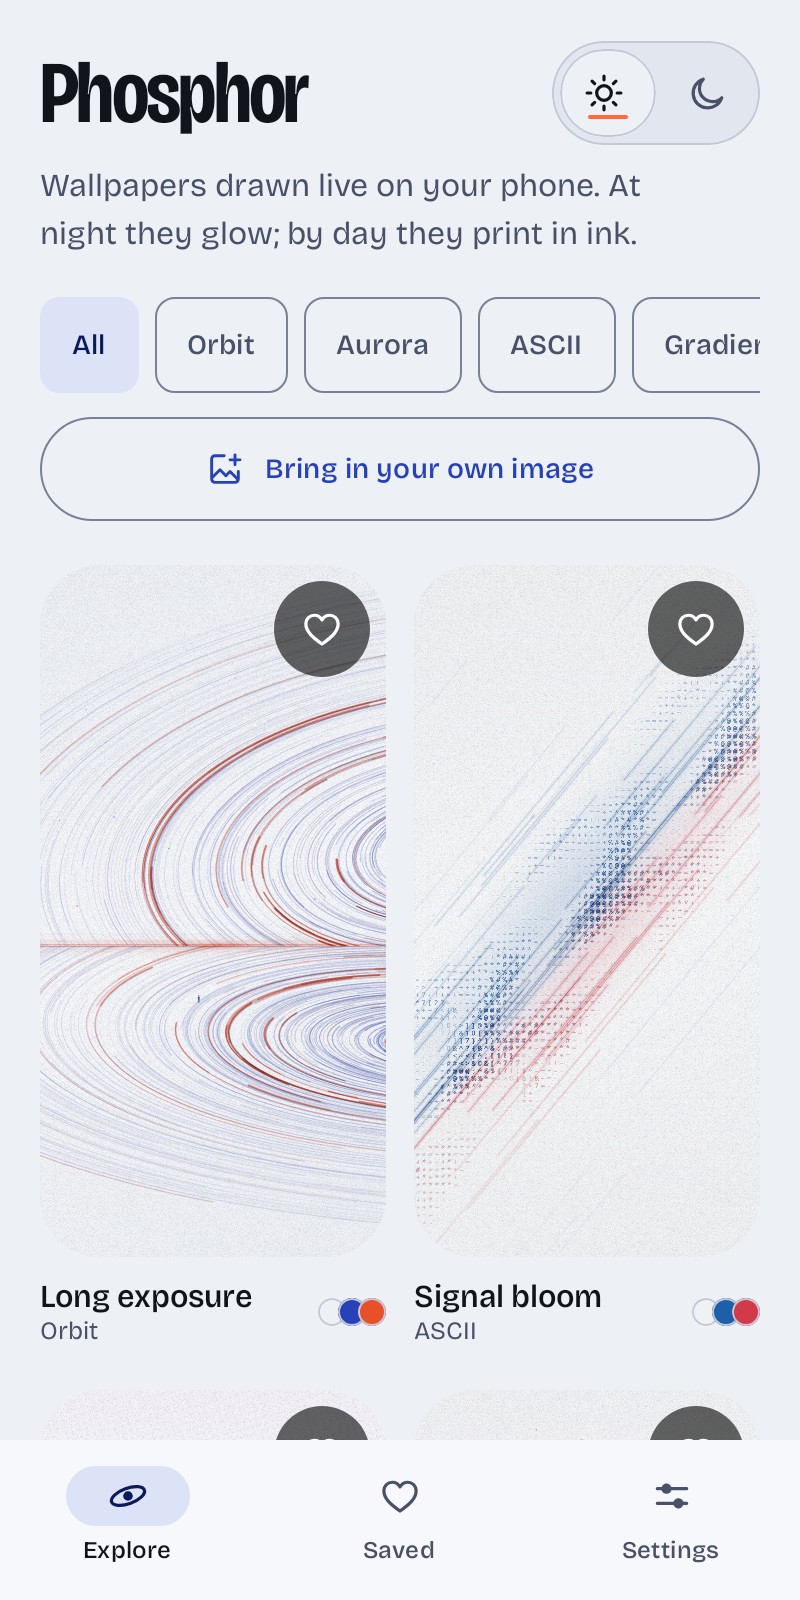 Phosphor
Wallpapers drawn live on your phone. At
night they glow; by day they print in ink.
All
Orbit
Aurora
ASCII
Gradier
Bring in your own image
Long exposure
Orbit
Signal bloom
ASCII
Explore
Saved
Settings